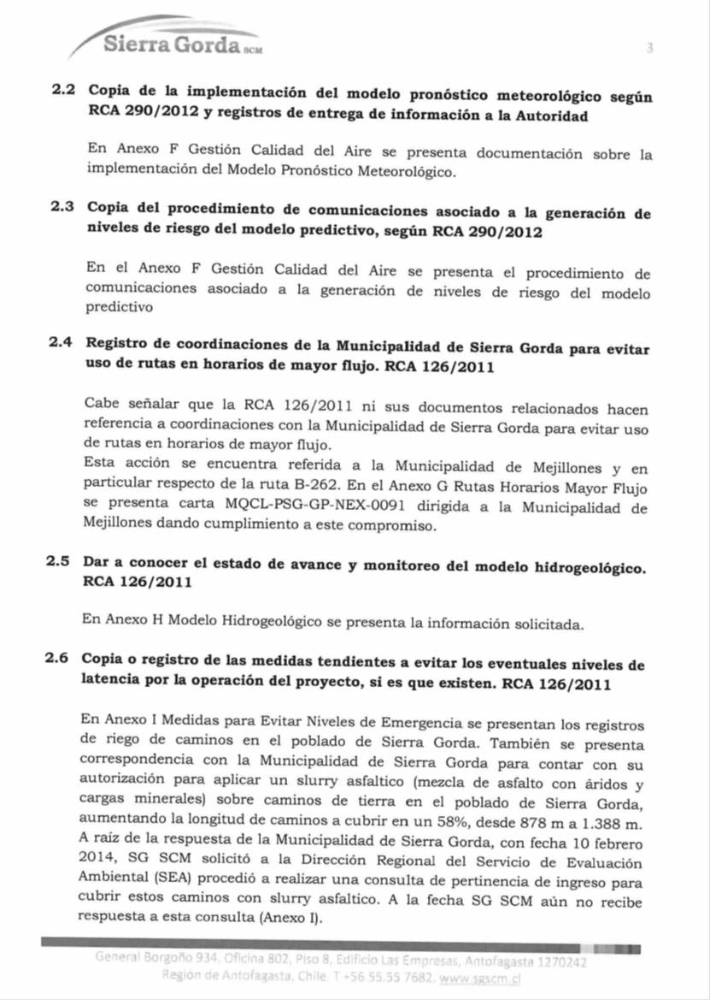 Sierra Gorda SCM
3
2.2 Copia de la implementación del modelo pronóstico meteorológico según
RCA 290/2012 y registros de entrega de información a la Autoridad
En Anexo F Gestión Calidad del Aire se presenta documentación sobre la
implementación del Modelo Pronóstico Meteorológico.
2.3 Copia del procedimiento de comunicaciones asociado a la generación de
niveles de riesgo del modelo predictivo, según RCA 290/2012
En el Anexo F Gestión Calidad del Aire se presenta el procedimiento de
comunicaciones asociado a la generación de niveles de riesgo del modelo
predictivo
2.4 Registro de coordinaciones de la Municipalidad de Sierra Gorda para evitar
uso de rutas en horarios de mayor flujo. RCA 126/2011
Cabe señalar que la RCA 126/2011 ni sus documentos relacionados hacen
referencia a coordinaciones con la Municipalidad de Sierra Gorda para evitar uso
de rutas en horarios de mayor flujo.
Esta acción se encuentra referida a la Municipalidad de Mejillones y en
particular respecto de la ruta B-262. En el Anexo G Rutas Horarios Mayor Flujo
se presenta carta MQCL-PSG-GP-NEX-0091 dirigida a la Municipalidad de
Mejillones dando cumplimiento a este compromiso.
2.5 Dar a conocer el estado de avance y monitoreo del modelo hidrogeológico.
RCA 126/2011
En Anexo H Modelo Hidrogeológico se presenta la información solicitada.
2.6 Copia o registro de las medidas tendientes a evitar los eventuales niveles de
latencia por la operación del proyecto, si es que existen. RCA 126/2011
En Anexo I Medidas para Evitar Niveles de Emergencia se presentan los registros
de riego de caminos en el poblado de Sierra Gorda. También se presenta
correspondencia con la Municipalidad de Sierra Gorda para contar con su
autorización para aplicar un slurry asfaltico (mezcla de asfalto con áridos y
cargas minerales) sobre caminos de tierra en el poblado de Sierra Gorda,
aumentando la longitud de caminos a cubrir en un 58%, desde 878 m a 1.388 m.
A raíz de la respuesta de la Municipalidad de Sierra Gorda, con fecha 10 febrero
2014, SG SCM solicitó a la Dirección Regional del Servicio de Evaluación
Ambiental (SEA) procedió a realizar una consulta de pertinencia de ingreso para
cubrir estos caminos con slurry asfaltico. A la fecha SG SCM aún no recibe
respuesta a esta consulta (Anexo I).
General Borgoño 934, Oficina 802, Piso 8, Edificio Las Empresas, Antofagasta 1270242
Región de Antofagasta, Chile. T +56 55 55 7682, www.sgscm.cl